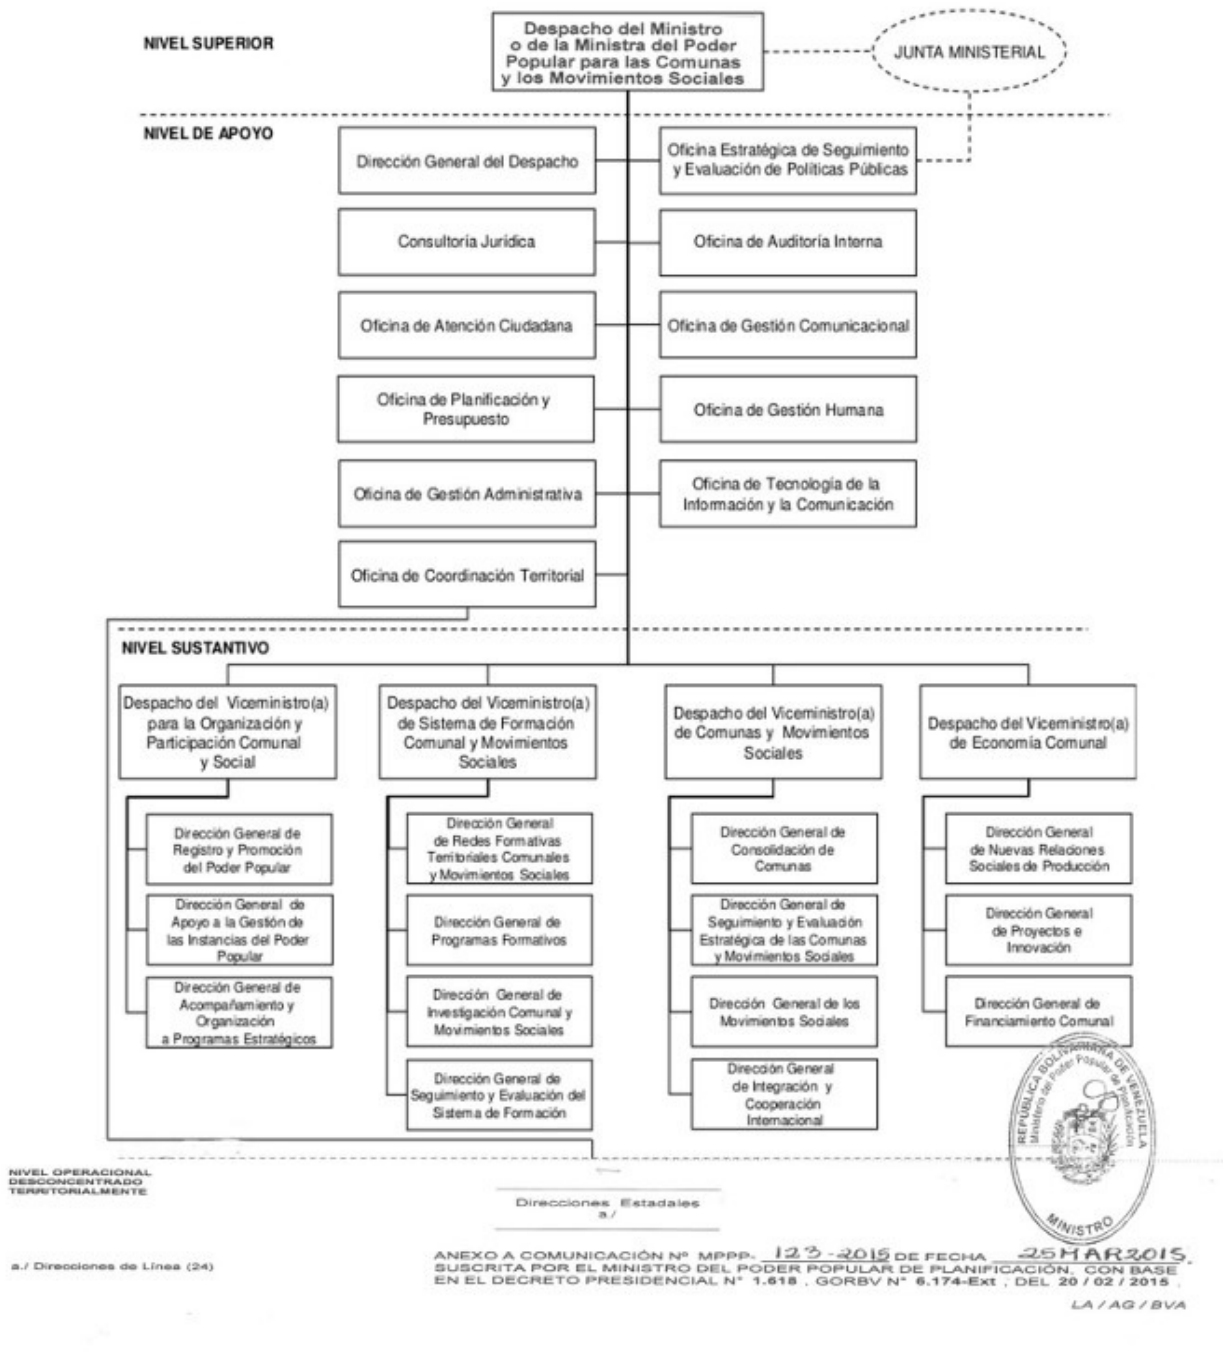 NIVEL SUPERIOR
Despacho del Ministro
o de la Ministra del Poder
Popular para las Comunas
y los Movimientos Sociales
JUNTA MINISTERIAL
NIVEL DE APOYO
Dirección General del Despacho
Oficina Estratégica de Seguimiento
y Evaluación de Políticas Públicas
Consultoría Jurídica
Oficina de Auditoría Interna
Oficina de Atención Ciudadana
Oficina de Gestión Comunicacional
Oficina de Planificación y
Presupuesto
Oficina de Gestión Humana
Oficina de Gestión Administrativa
Oficina de Tecnología de la
Información y la Comunicación
Oficina de Coordinación Territorial
NIVEL SUSTANTIVO
Despacho del Viceministro(a)
para la Organización y
Participación Comunal
y Social
Despacho del Viceministro(a)
de Sistema de Formación
Comunal y Movimientos
Sociales
Despacho del Viceministro(a)
de Comunas y Movimientos
Sociales
Despacho del Viceministro(a)
de Economía Comunal
Dirección General de
Registro y Promoción
del Poder Popular
Dirección General
de Redes Formativas
Territoriales Comunales
y Movimientos Sociales
Dirección General de
Consolidación de
Comunas
Dirección General
de Nuevas Relaciones
Sociales de Producción
Dirección General de
Apoyo a la Gestión de
las Instancias del Poder
Popular
Dirección General de
Programas Formativos
Dirección General de
Seguimiento y Evaluación
Estratégica de las Comunas
y Movimientos Sociales
Dirección General
de Proyectos e
Innovación
Dirección General de
Acompañamiento y
Organización
a Programas Estratégicos
Dirección General de
Investigación Comunal y
Movimientos Sociales
Dirección General de los
Movimientos Sociales
Dirección General de
Financiamiento Comunal
Dirección General de
Seguimiento y Evaluación del
Sistema de Formación
Dirección General
de Integración y
Cooperación
Internacional
REPÚBLICA BOLIVARIANA DE VENEZUELA
Ministerio del Poder Popular de Planificación
MINISTRO
NIVEL OPERACIONAL
DESCONCENTRADO
TERRITORIALMENTE
Direcciones Estadales
a./
a./ Direcciones de Línea (24)
ANEXO A COMUNICACIÓN Nº MPPP- 123-2015 DE FECHA 25 MAR 2015,
SUSCRITA POR EL MINISTRO DEL PODER POPULAR DE PLANIFICACIÓN, CON BASE
EN EL DECRETO PRESIDENCIAL N° 1.618 , GORBV N° 6.174-Ext , DEL 20 / 02 / 2015 .
LA / AG / BVA